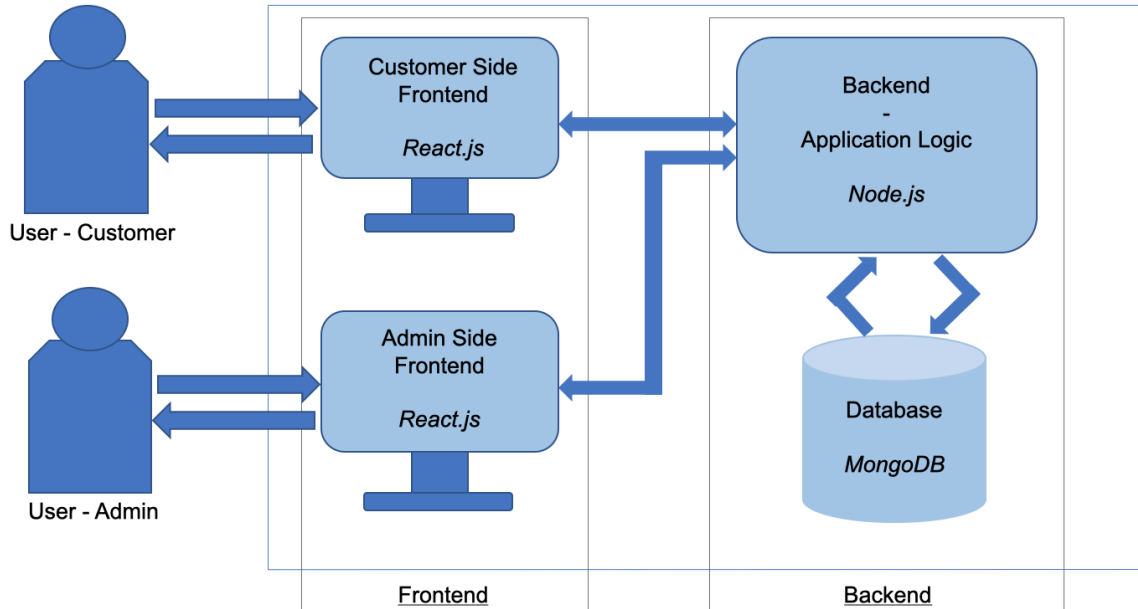 Customer Side
Frontend
React.js
User - Customer
Backend
-
Application Logic
Node.js
Admin Side
Frontend
React.js
User - Admin
Database
MongoDB
Frontend
Backend